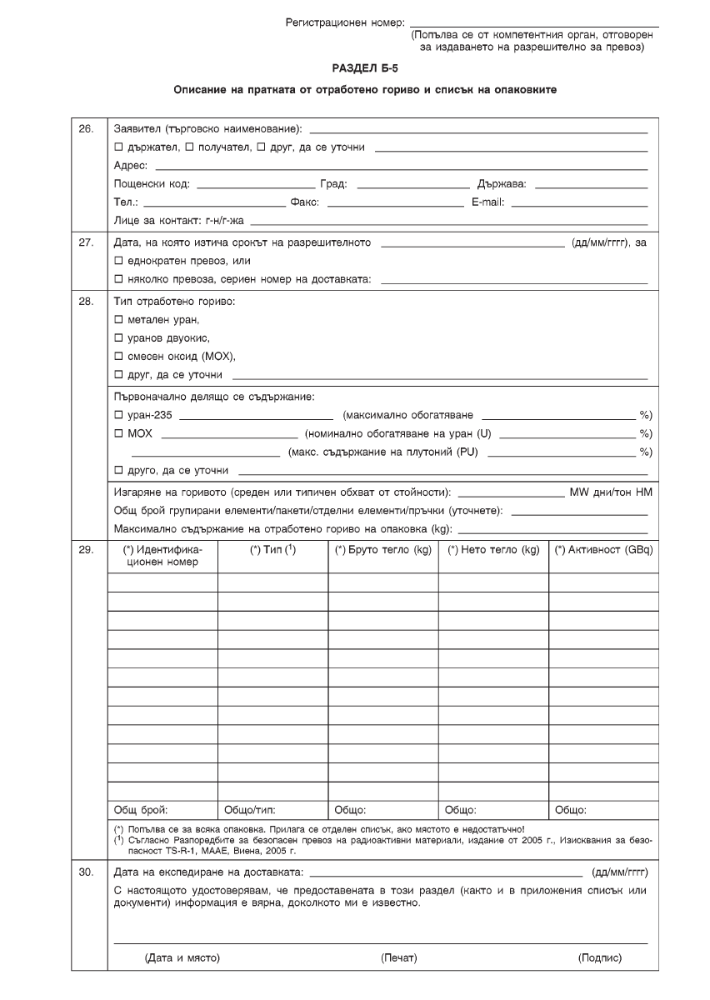 Регистрационен номер:
(Попълва се от компетентния орган, отговорен
за издаването на разрешително за превоз)
РАЗДЕЛ Б-5
Описание на пратката от отработено гориво и списък на опаковките
26. Заявител (търговско наименование):
☐ държател, ☐ получател, ☐ друг, да се уточни
Адрес:
Пощенски код: Град: Държава:
Тел.: Факс: E-mail:
Лице за контакт: г-н/г-жа
27. Дата, на която изтича срокът на разрешителното (дд/мм/гггг), за
☐ еднократен превоз, или
☐ няколко превоза, сериен номер на доставката:
28. Тип отработено гориво:
☐ метален уран,
☐ уранов двуокис,
☐ смесен оксид (МОХ),
☐ друг, да се уточни
Първоначално делящо се съдържание:
☐ уран-235 (максимално обогатяване %)
☐ МОХ (номинално обогатяване на уран (U) %)
(макс. съдържание на плутоний (PU) %)
☐ друго, да се уточни
Изгаряне на горивото (среден или типичен обхват от стойности): MW дни/тон НМ
Общ брой групирани елементи/пакети/отделни елементи/пръчки (уточнете):
Максимално съдържание на отработено гориво на опаковка (kg):
29. (*) Идентифика- (*) Тип (¹) (*) Бруто тегло (kg) (*) Нето тегло (kg) (*) Активност (GBq)
ционен номер
Общ брой: Общо/тип: Общо: Общо: Общо:
(*) Попълва се за всяка опаковка. Прилага се отделен списък, ако мястото е недостатъчно!
(¹) Съгласно Разпоредбите за безопасен превоз на радиоактивни материали, издание от 2005 г., Изисквания за безо-
пасност TS-R-1, МААЕ, Виена, 2005 г.
30. Дата на експедиране на доставката: (дд/мм/гггг)
С настоящото удостоверявам, че предоставената в този раздел (както и в приложения списък или
документи) информация е вярна, доколкото ми е известно.
(Дата и място) (Печат) (Подпис)